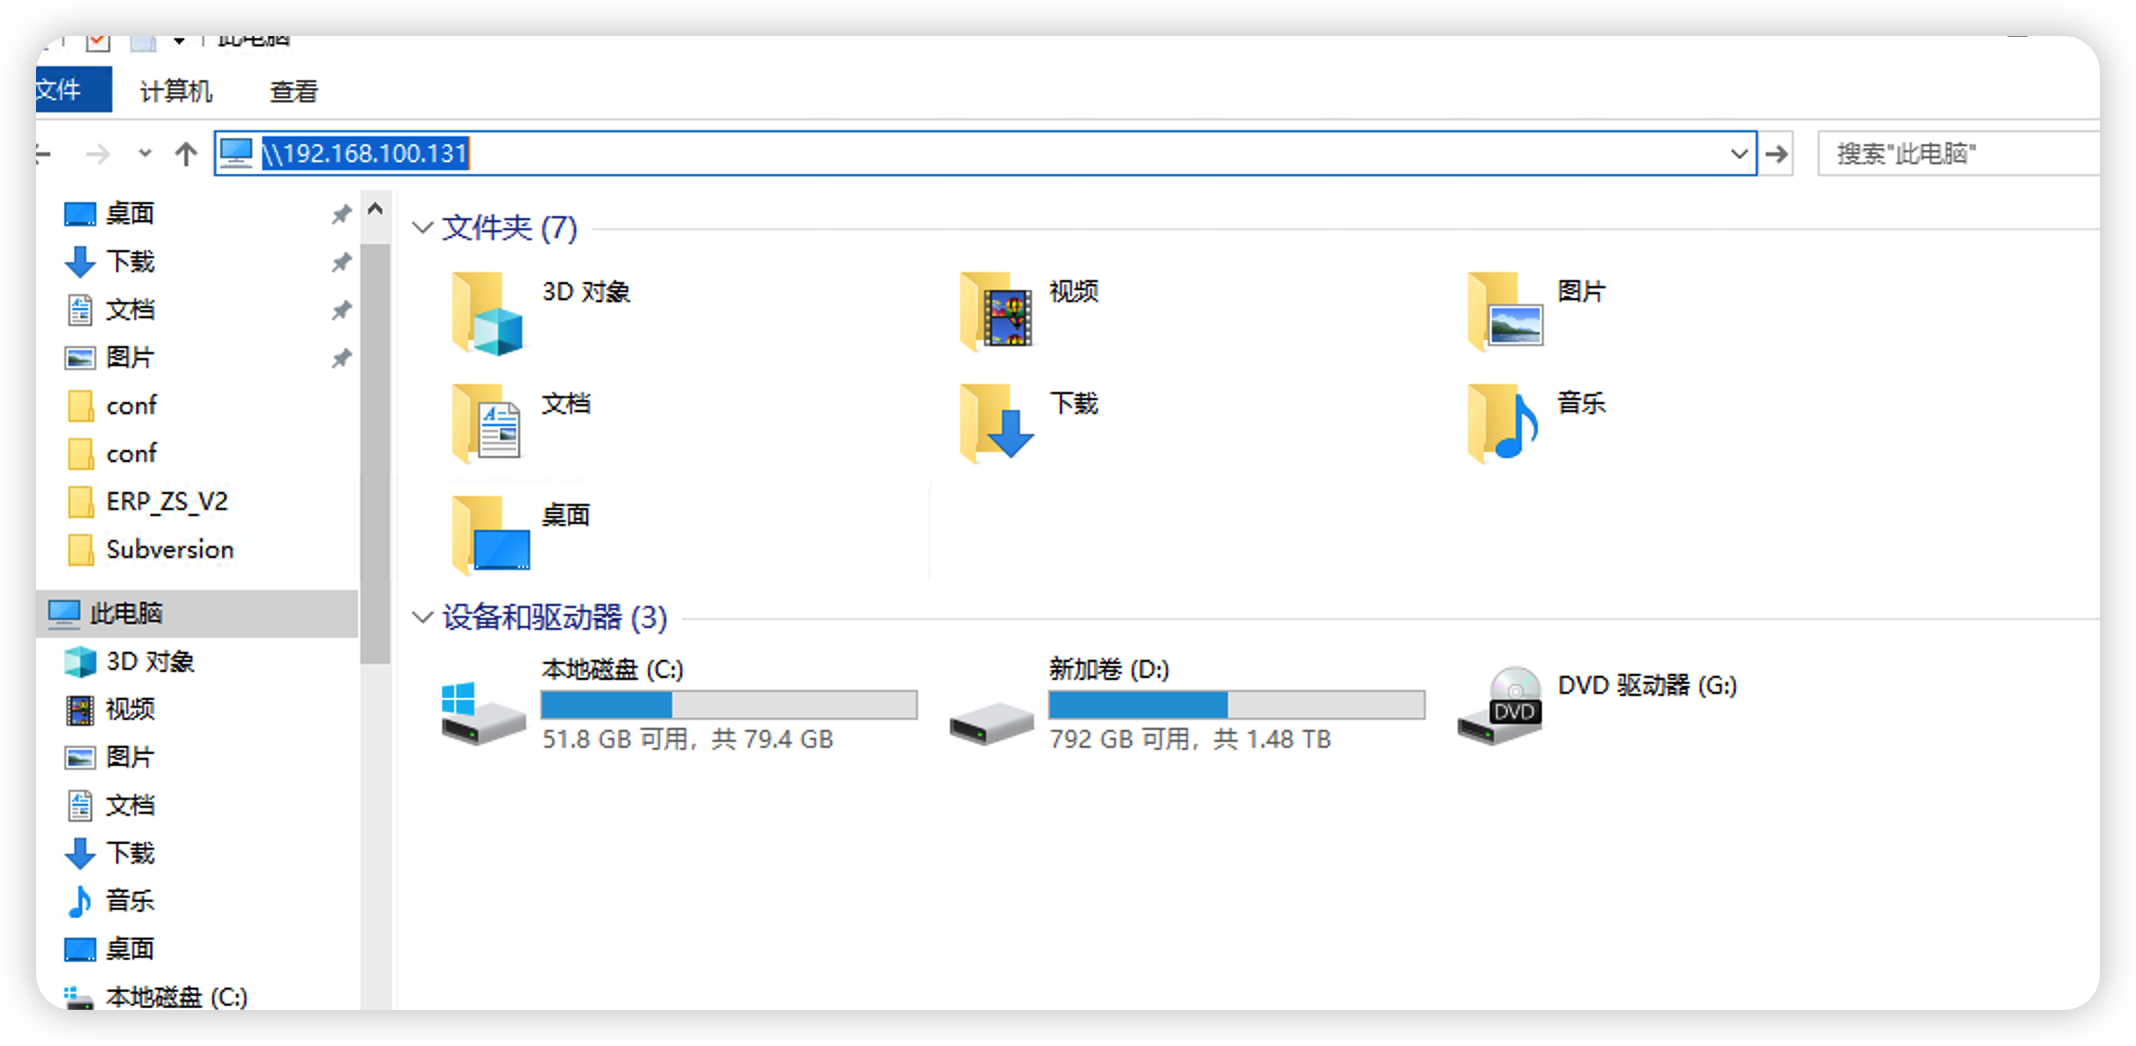 此电脑
文件 计算机 查看
\\192.168.100.131 搜索"此电脑"
桌面
下载
文档
图片
conf
conf
ERP_ZS_V2
Subversion
此电脑
3D 对象
视频
图片
文档
下载
音乐
桌面
本地磁盘 (C:)
文件夹 (7)
3D 对象 视频 图片
文档 下载 音乐
桌面
设备和驱动器 (3)
本地磁盘 (C:)
51.8 GB 可用，共 79.4 GB
新加卷 (D:)
792 GB 可用，共 1.48 TB
DVD 驱动器 (G:)
DVD